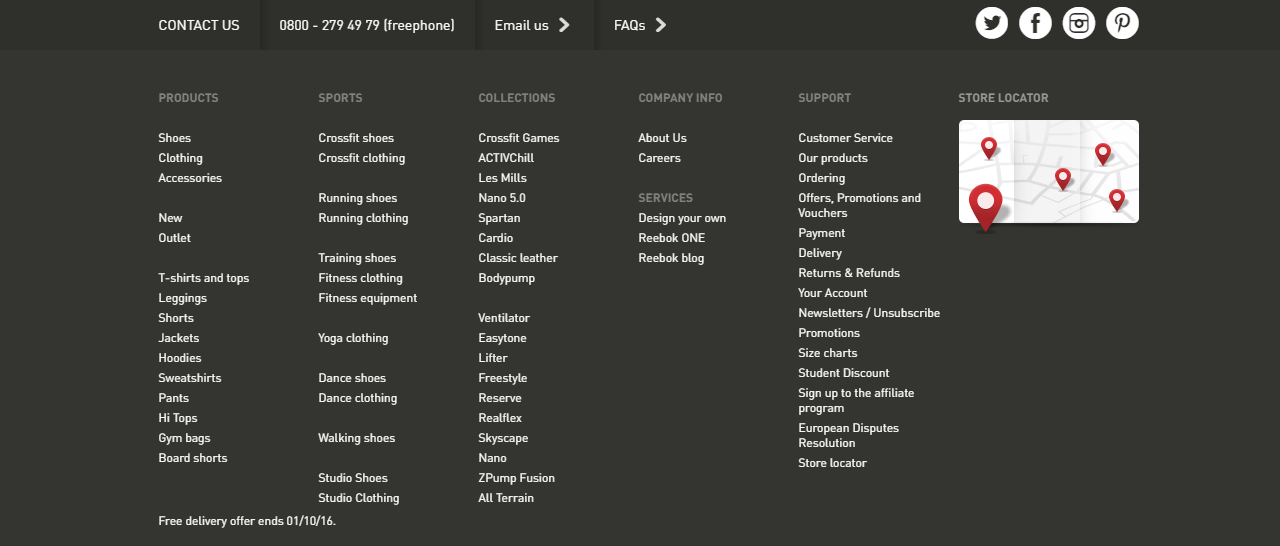 CONTACT US
0800 - 279 49 79 (freephone)
Email us
FAQs
PRODUCTS
Shoes
Clothing
Accessories
New
Outlet
T-shirts and tops
Leggings
Shorts
Jackets
Hoodies
Sweatshirts
Pants
Hi Tops
Gym bags
Board shorts
SPORTS
Crossfit shoes
Crossfit clothing
Running shoes
Running clothing
Training shoes
Fitness clothing
Fitness equipment
Yoga clothing
Dance shoes
Dance clothing
Walking shoes
Studio Shoes
Studio Clothing
COLLECTIONS
Crossfit Games
ACTIVChill
Les Mills
Nano 5.0
Spartan
Cardio
Classic leather
Bodypump
Ventilator
Easytone
Lifter
Freestyle
Reserve
Realflex
Skyscape
Nano
ZPump Fusion
All Terrain
COMPANY INFO
About Us
Careers
SERVICES
Design your own
Reebok ONE
Reebok blog
SUPPORT
Customer Service
Our products
Ordering
Offers, Promotions and
Vouchers
Payment
Delivery
Returns & Refunds
Your Account
Newsletters / Unsubscribe
Promotions
Size charts
Student Discount
Sign up to the affiliate
program
European Disputes
Resolution
Store locator
STORE LOCATOR
Free delivery offer ends 01/10/16.